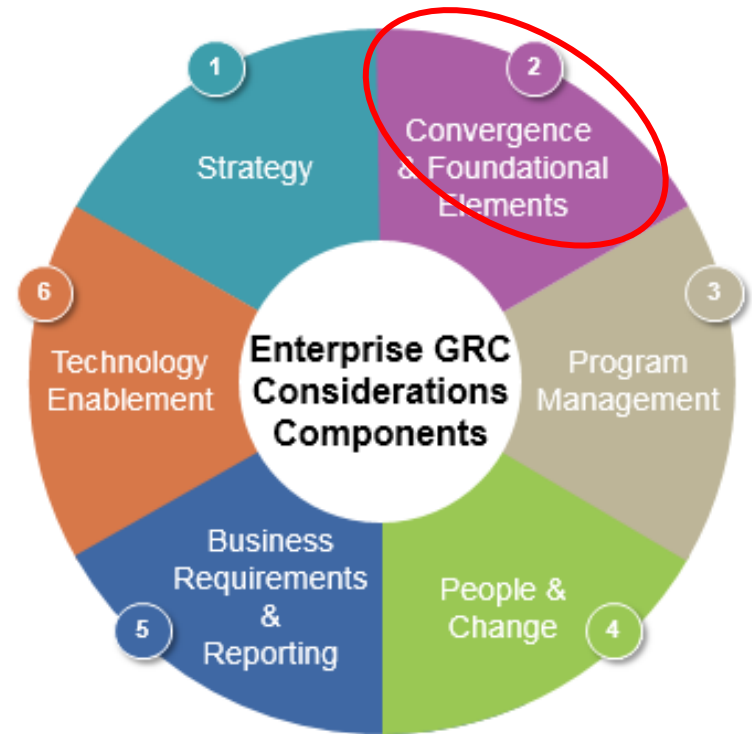 1
Strategy
2
Convergence
& Foundational
Elements
3
Program
Management
4
People &
Change
5
Business
Requirements
&
Reporting
6
Technology
Enablement
Enterprise GRC
Considerations
Components